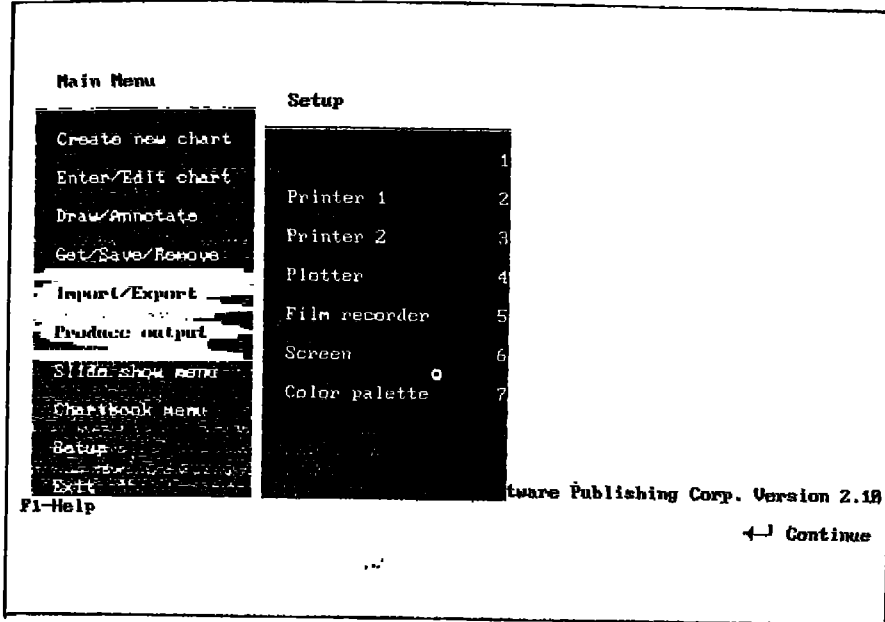 Main Menu
Setup
Create new chart
Enter/Edit chart
Draw/Annotate
Get/Save/Remove
Import/Export
Produce output
Slide show menu
Chartbook menu
Setup
Exit
1
Printer 1 2
Printer 2 3
Plotter 4
Film recorder 5
Screen 6
Color palette 7
tware Publishing Corp. Version 2.10
F1-Help
Continue